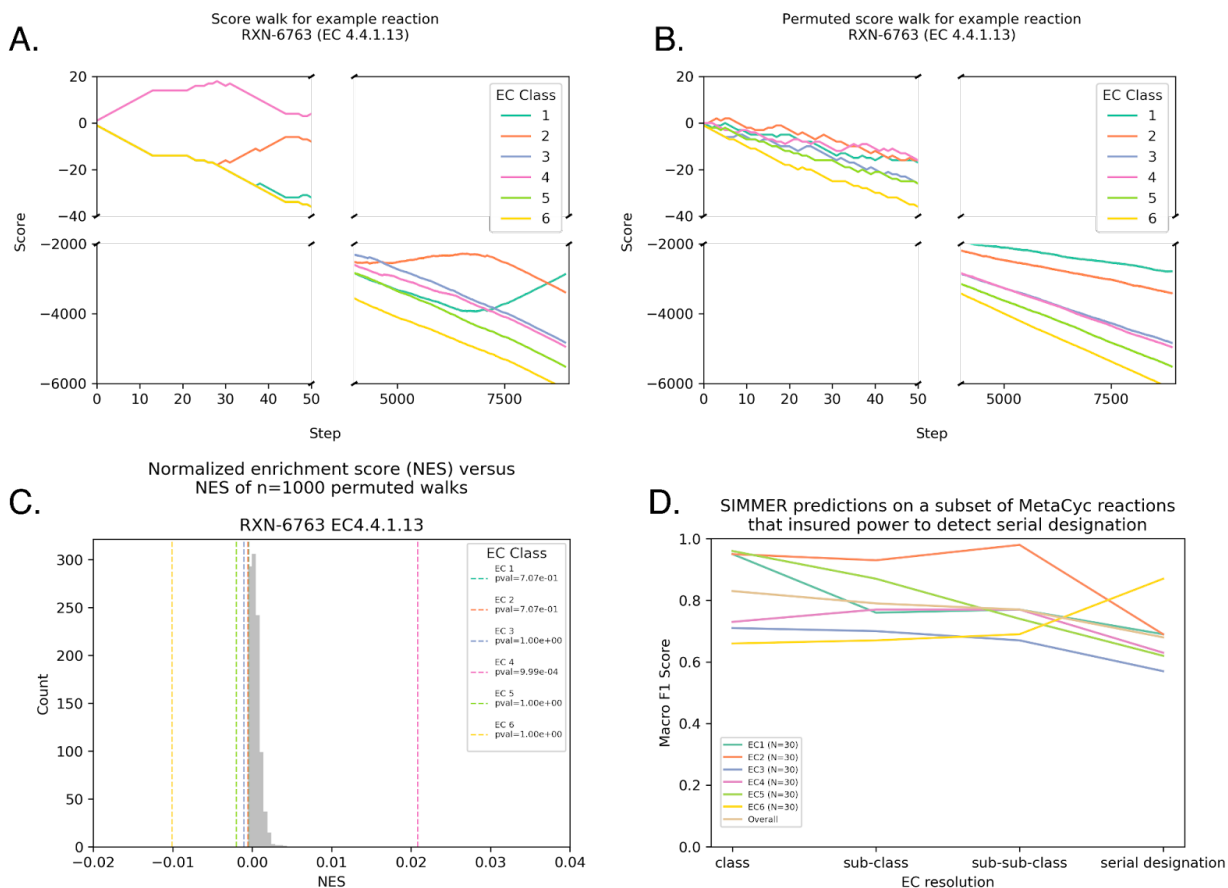 A.
Score walk for example reaction
RXN-6763 (EC 4.4.1.13)
20
0
−20
−40
−2000
−4000
−6000
Score
EC Class
1
2
3
4
5
6
0
10
20
30
40
50
5000
7500
Step
B.
Permuted score walk for example reaction
RXN-6763 (EC 4.4.1.13)
20
0
−20
−40
−2000
−4000
−6000
Score
EC Class
1
2
3
4
5
6
0
10
20
30
40
50
5000
7500
Step
C.
Normalized enrichment score (NES) versus
NES of n=1000 permuted walks
RXN-6763 EC4.4.1.13
300
250
200
150
100
50
0
Count
EC Class
EC 1
pval=7.07e-01
EC 2
pval=7.07e-01
EC 3
pval=1.00e+00
EC 4
pval=9.99e-04
EC 5
pval=1.00e+00
EC 6
pval=1.00e+00
−0.02
−0.01
0.00
0.01
0.02
0.03
0.04
NES
D.
SIMMER predictions on a subset of MetaCyc reactions
that insured power to detect serial designation
1.0
0.8
0.6
0.4
0.2
0.0
Macro F1 Score
EC1 (N=30)
EC2 (N=30)
EC3 (N=30)
EC4 (N=30)
EC5 (N=30)
EC6 (N=30)
Overall
class
sub-class
sub-sub-class
serial designation
EC resolution